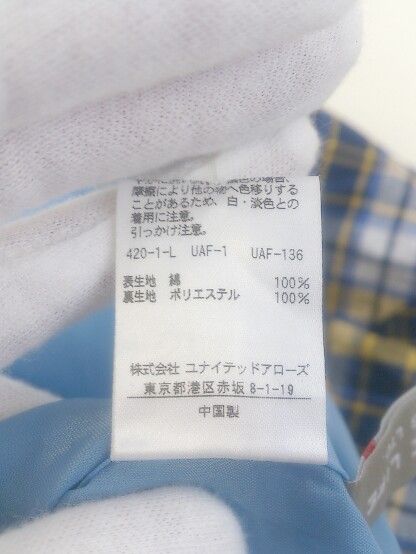 摩擦により他の物へ色移りする
ことがあるため、白・淡色との
着用に注意。
引っかけ注意。
420-1-L UAF-1 UAF-136
表生地 綿 100%
裏生地 ポリエステル 100%
株式会社 ユナイテッドアローズ
東京都港区赤坂 8-1-19
中国製